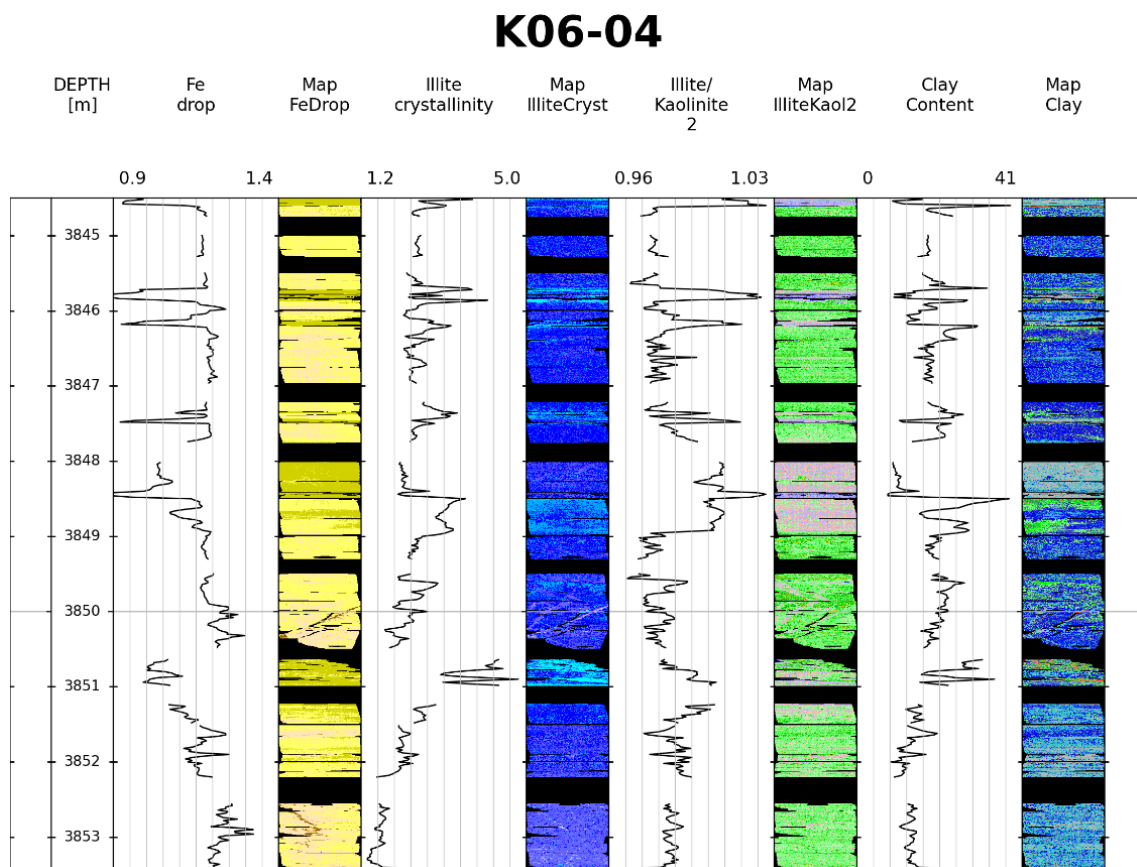 K06-04
DEPTH [m]
Fe drop
Map FeDrop
Illite crystallinity
Map IlliteCryst
Illite/ Kaolinite 2
Map IlliteKaol2
Clay Content
Map Clay
0.9 1.4 1.2 5.0 0.96 1.03 0 41
3845
3846
3847
3848
3849
3850
3851
3852
3853